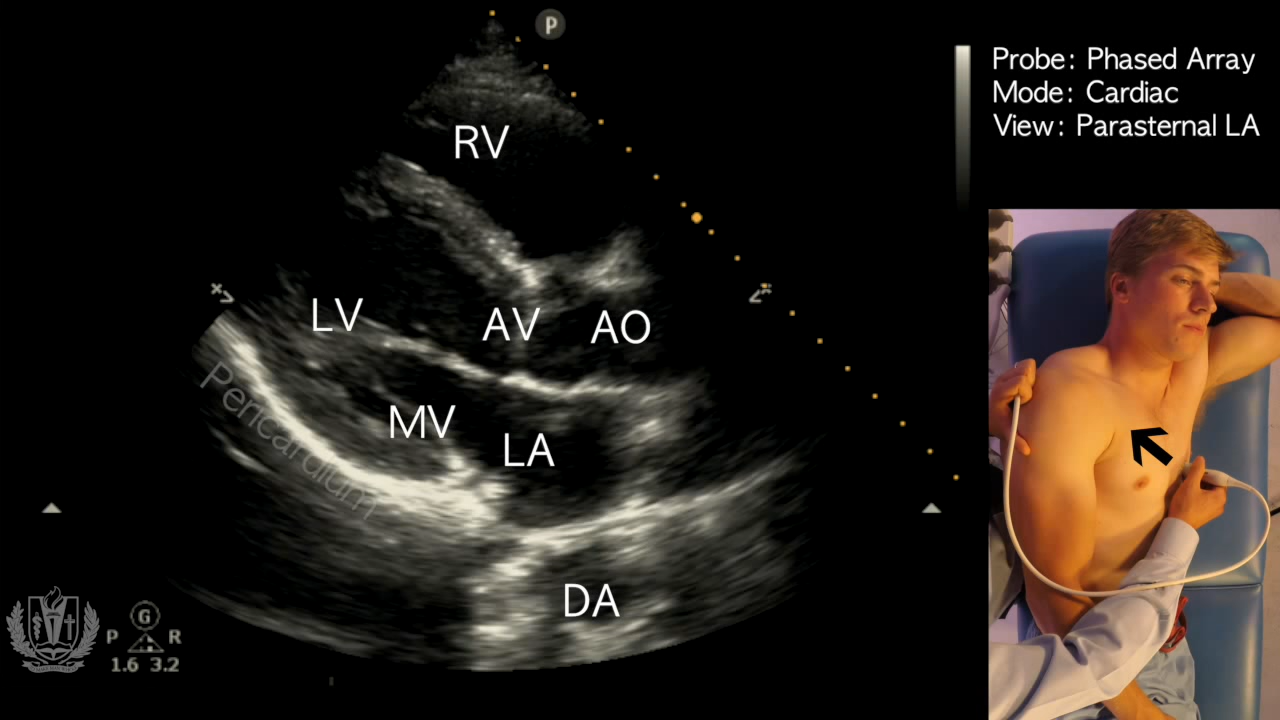 P
Probe: Phased Array
Mode: Cardiac
View: Parasternal LA
RV
LV
AV
AO
MV
LA
Pericardium
DA
G
P R
1.6 3.2